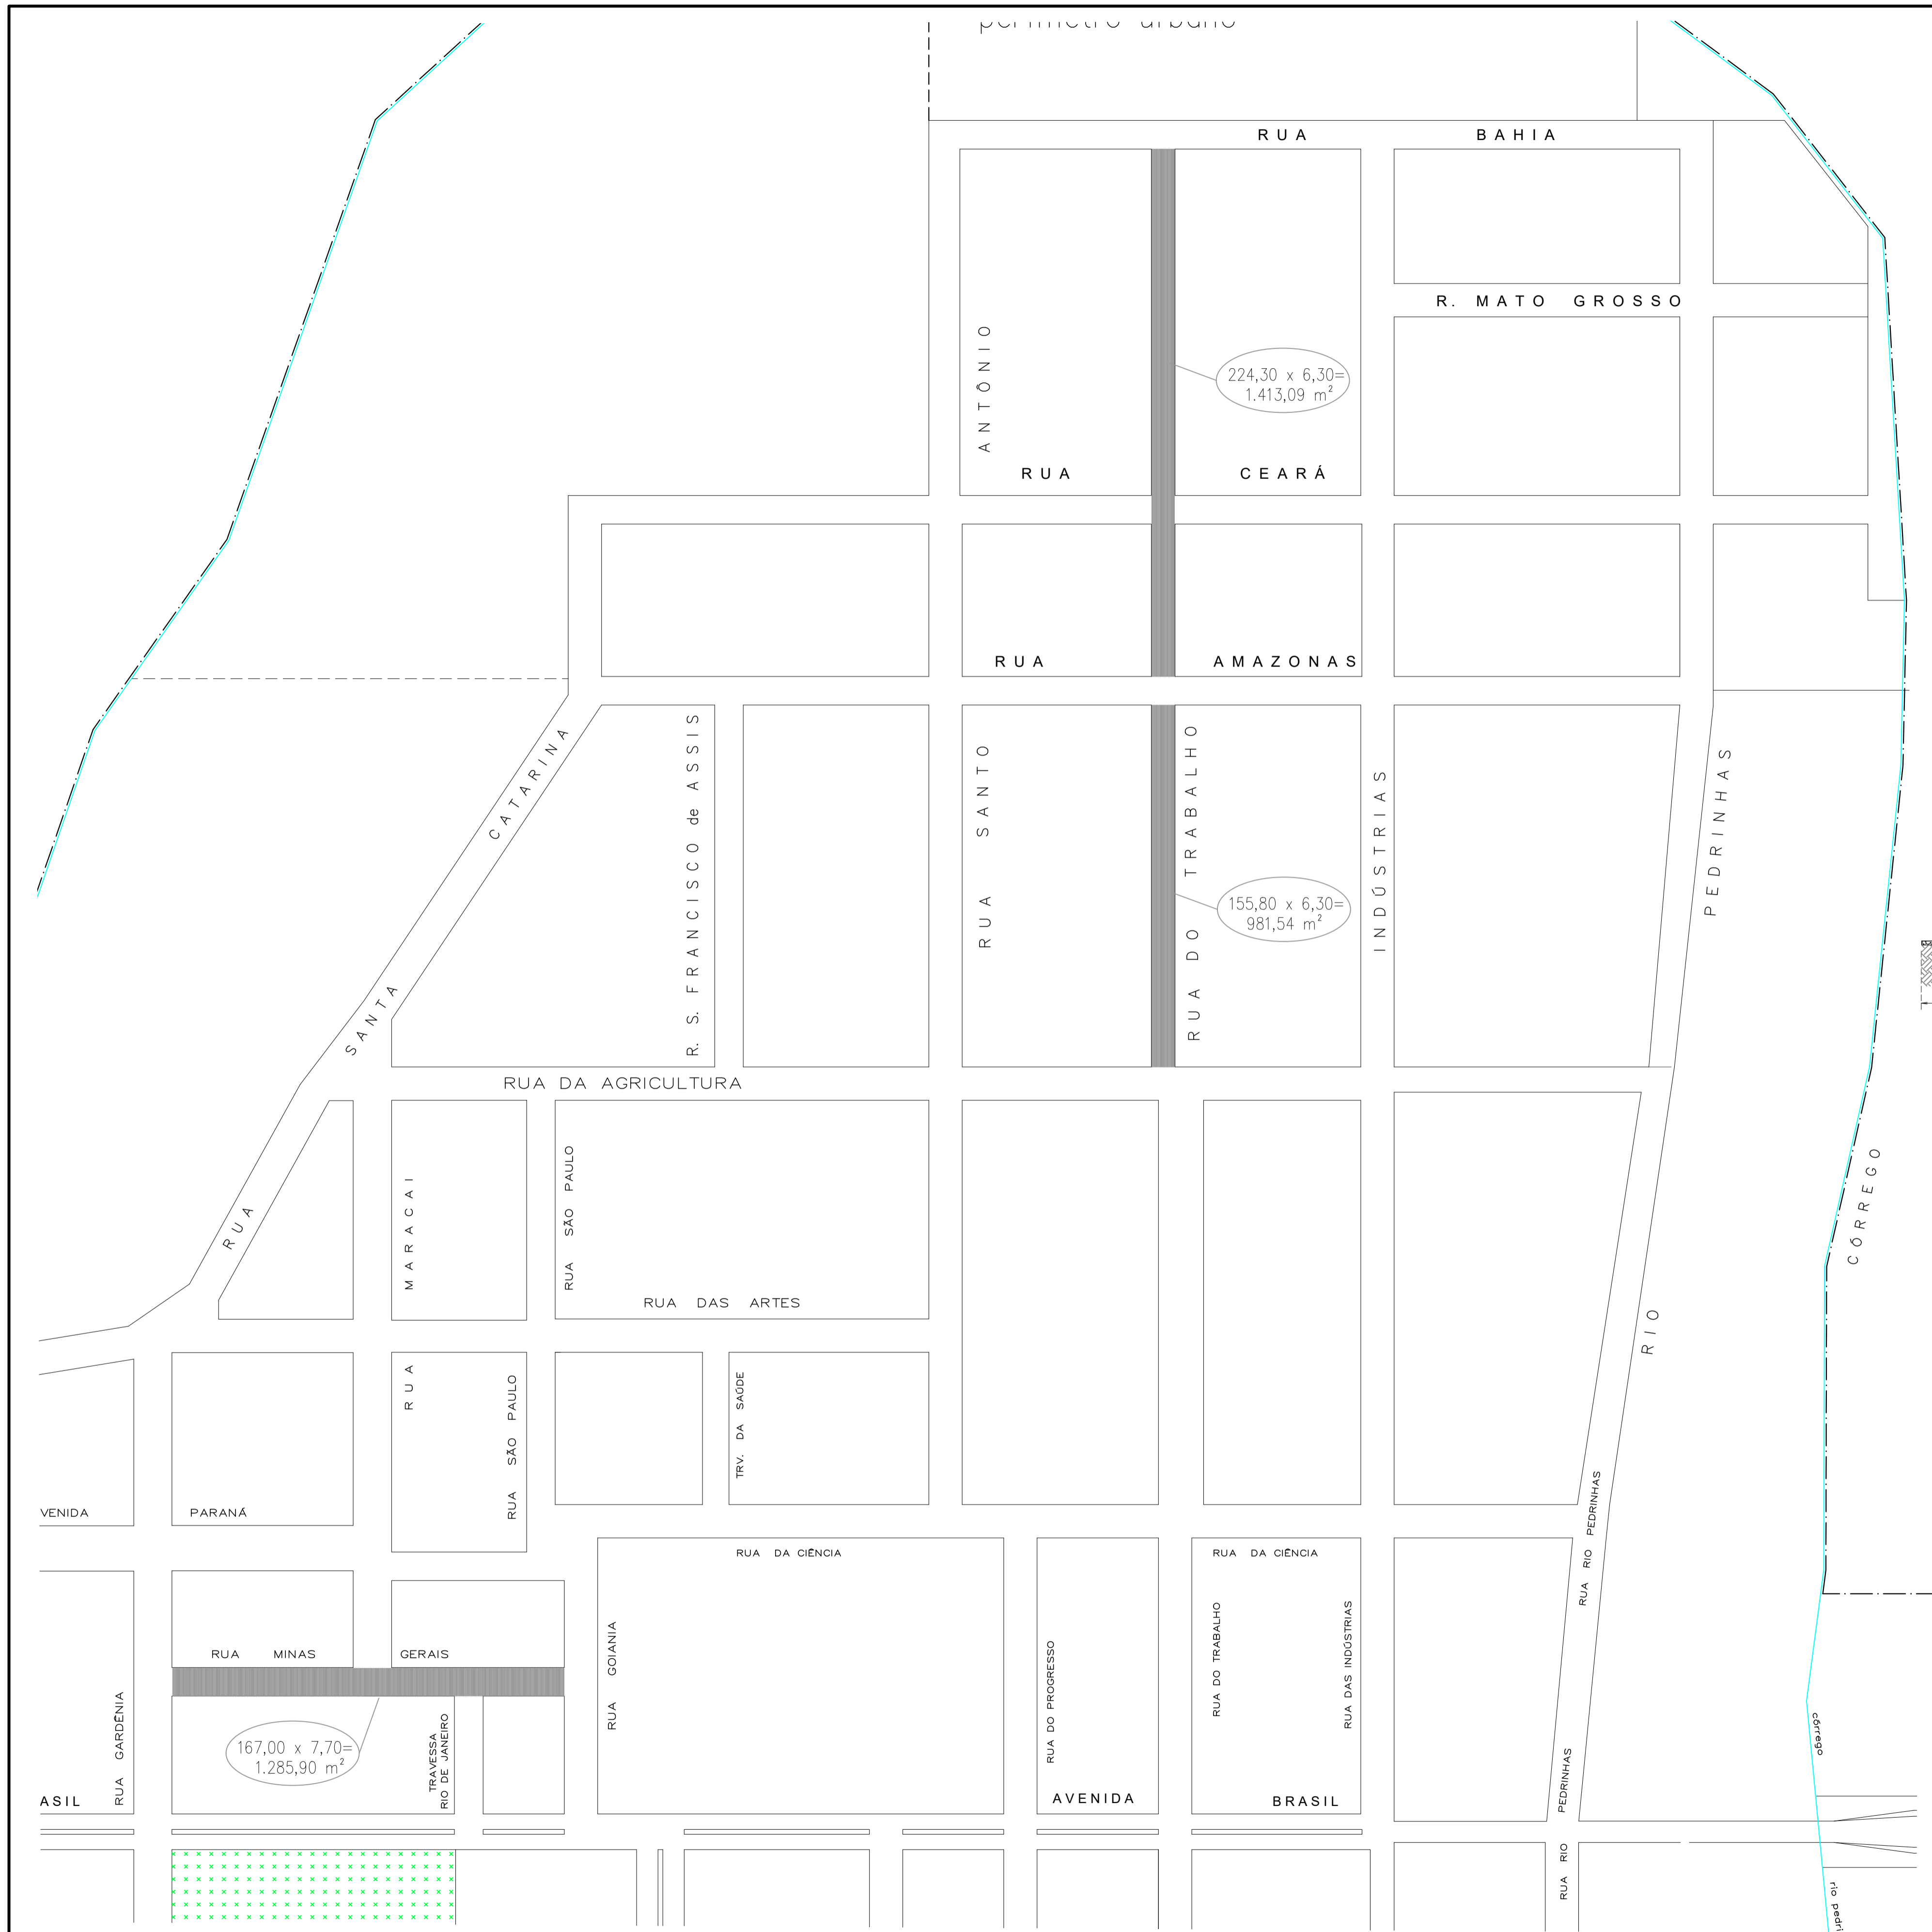 perímetro urbano
RUA BAHIA
R. MATO GROSSO
ANTÔNIO
224,30 x 6,30=
1.413,09 m²
RUA CEARÁ
RUA AMAZONAS
RUA SANTO
RUA DO TRABALHO
INDÚSTRIAS
PEDRINHAS
R. S. FRANCISCO de ASSIS
CATARINA
SANTA
RUA
155,80 x 6,30=
981,54 m²
RUA DA AGRICULTURA
MARACAI
RUA SÃO PAULO
RUA DAS ARTES
CÓRREGO
RIO
RUA
RUA SÃO PAULO
TRV. DA SAÚDE
VENIDA PARANÁ
RUA DA CIÊNCIA
RUA DA CIÊNCIA
RUA RIO PEDRINHAS
RUA MINAS GERAIS
RUA GOIANIA
RUA DO PROGRESSO
RUA DO TRABALHO
RUA DAS INDÚSTRIAS
RUA GARDÊNIA
167,00 x 7,70=
1.285,90 m²
TRAVESSA
RIO DE JANEIRO
córrego
ASIL
AVENIDA BRASIL
RUA RIO PEDRINHAS
rio pedri